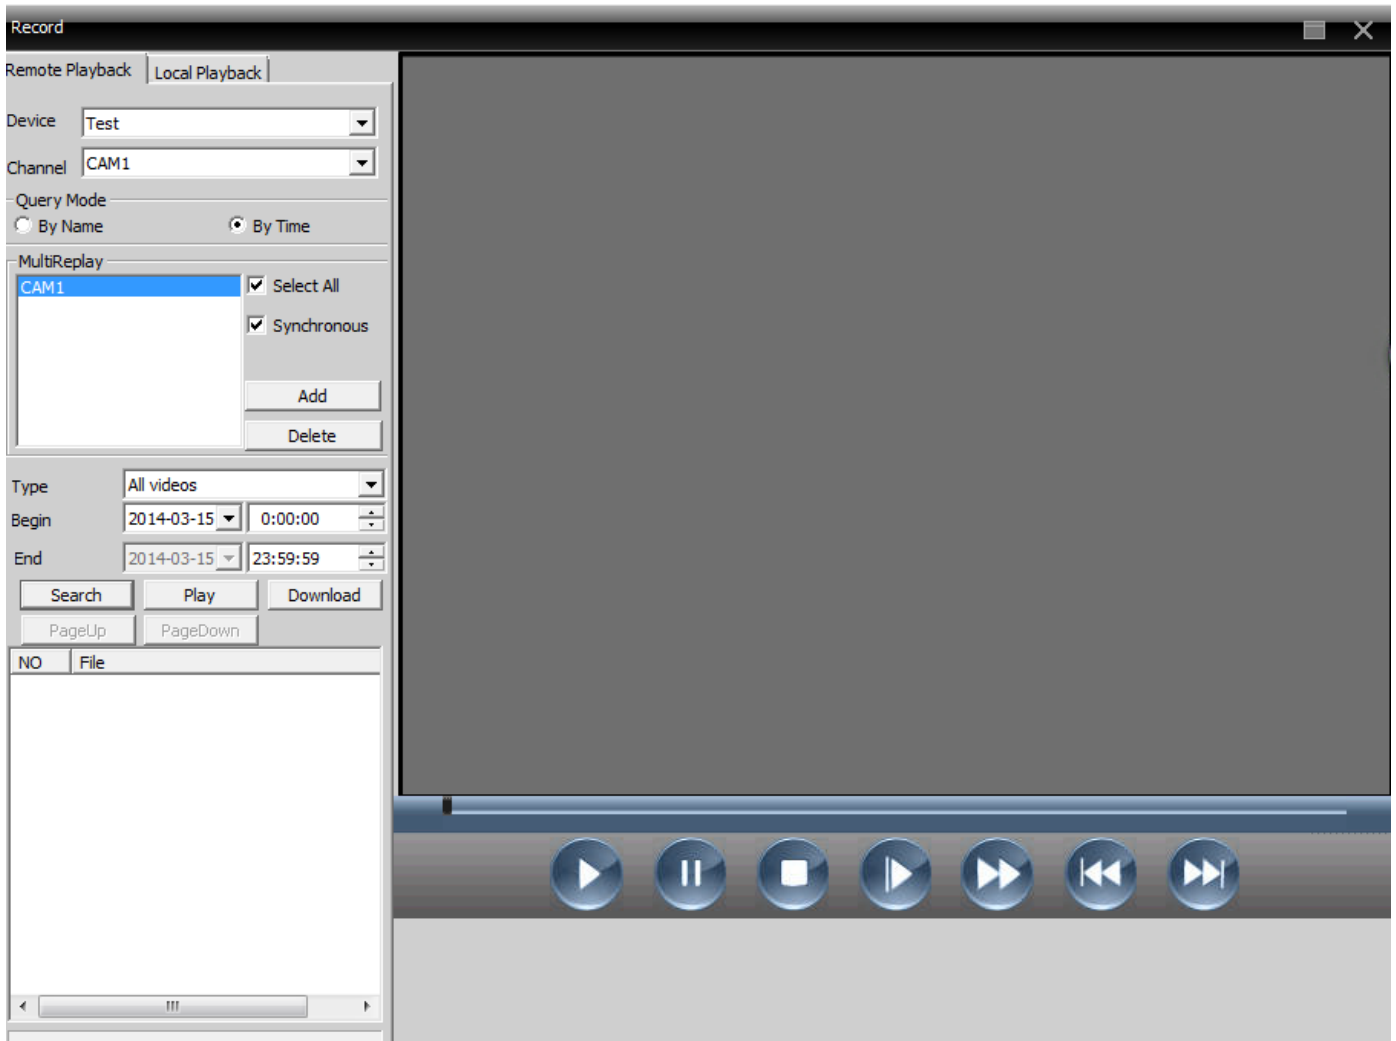 Record
Remote Playback Local Playback
Device Test
Channel CAM1
Query Mode
By Name By Time
MultiReplay
CAM1 Select All
Synchronous
Add
Delete
Type All videos
Begin 2014-03-15 0:00:00
End 2014-03-15 23:59:59
Search Play Download
PageUp PageDown
NO File